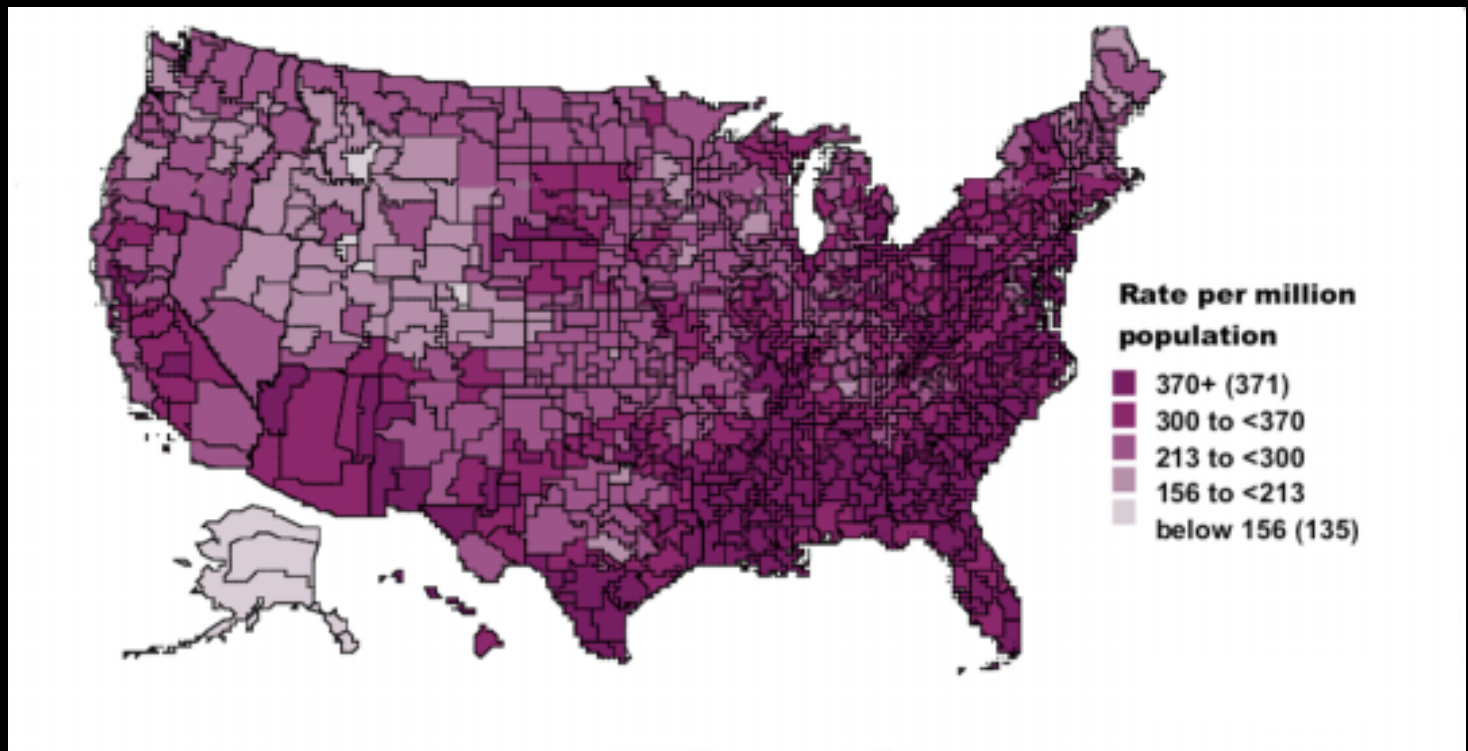 Rate per million
population
370+ (371)
300 to <370
213 to <300
156 to <213
below 156 (135)